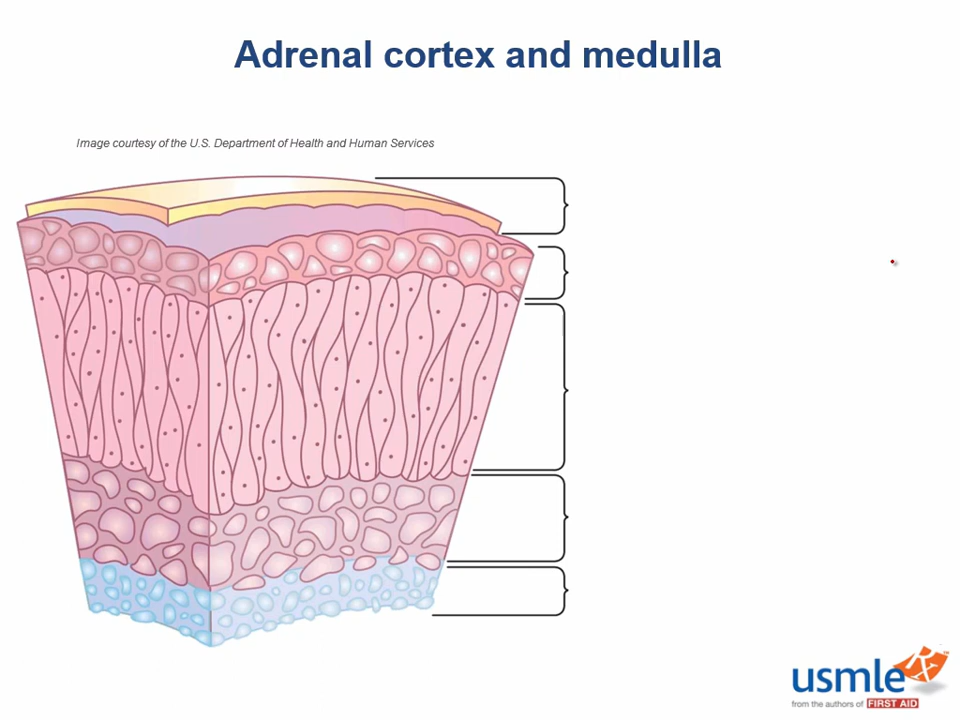 Adrenal cortex and medulla
Image courtesy of the U.S. Department of Health and Human Services
usmle Rx™
from the authors of FIRST AID